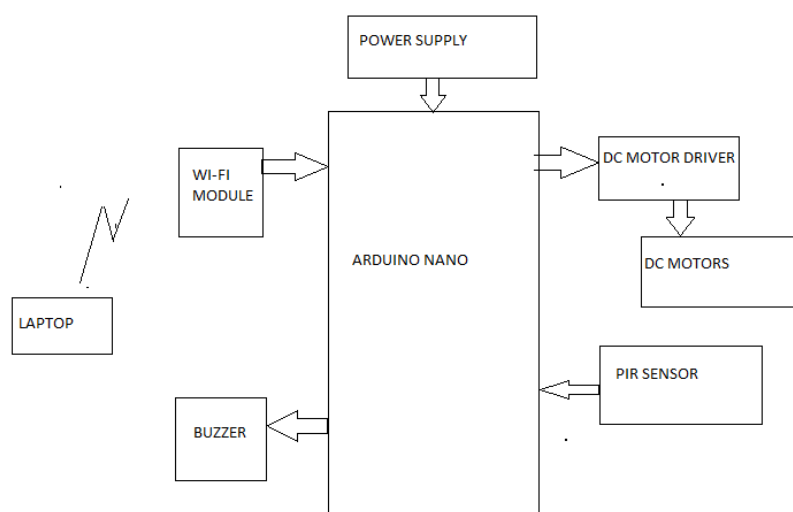 POWER SUPPLY
WI-FI
MODULE
DC MOTOR DRIVER
ARDUINO NANO
DC MOTORS
LAPTOP
PIR SENSOR
BUZZER